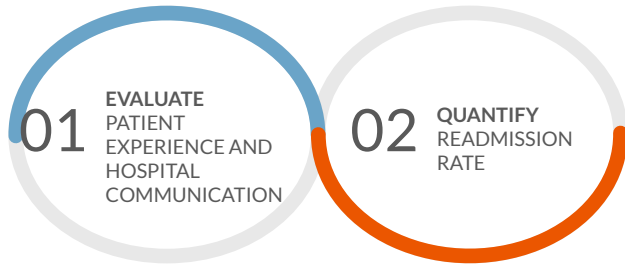 01
EVALUATE
PATIENT
EXPERIENCE AND
HOSPITAL
COMMUNICATION
02
QUANTIFY
READMISSION
RATE